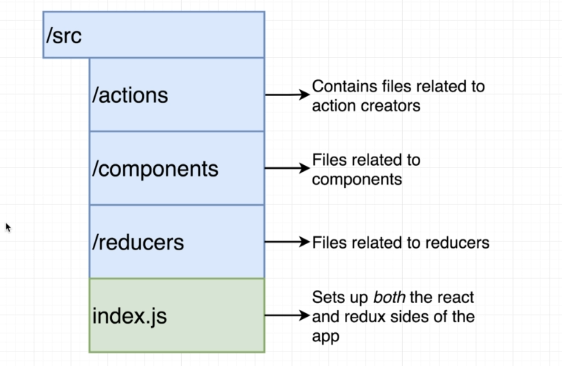 /src
/actions
Contains files related to
action creators
/components
Files related to
components
/reducers
Files related to reducers
index.js
Sets up both the react
and redux sides of the
app